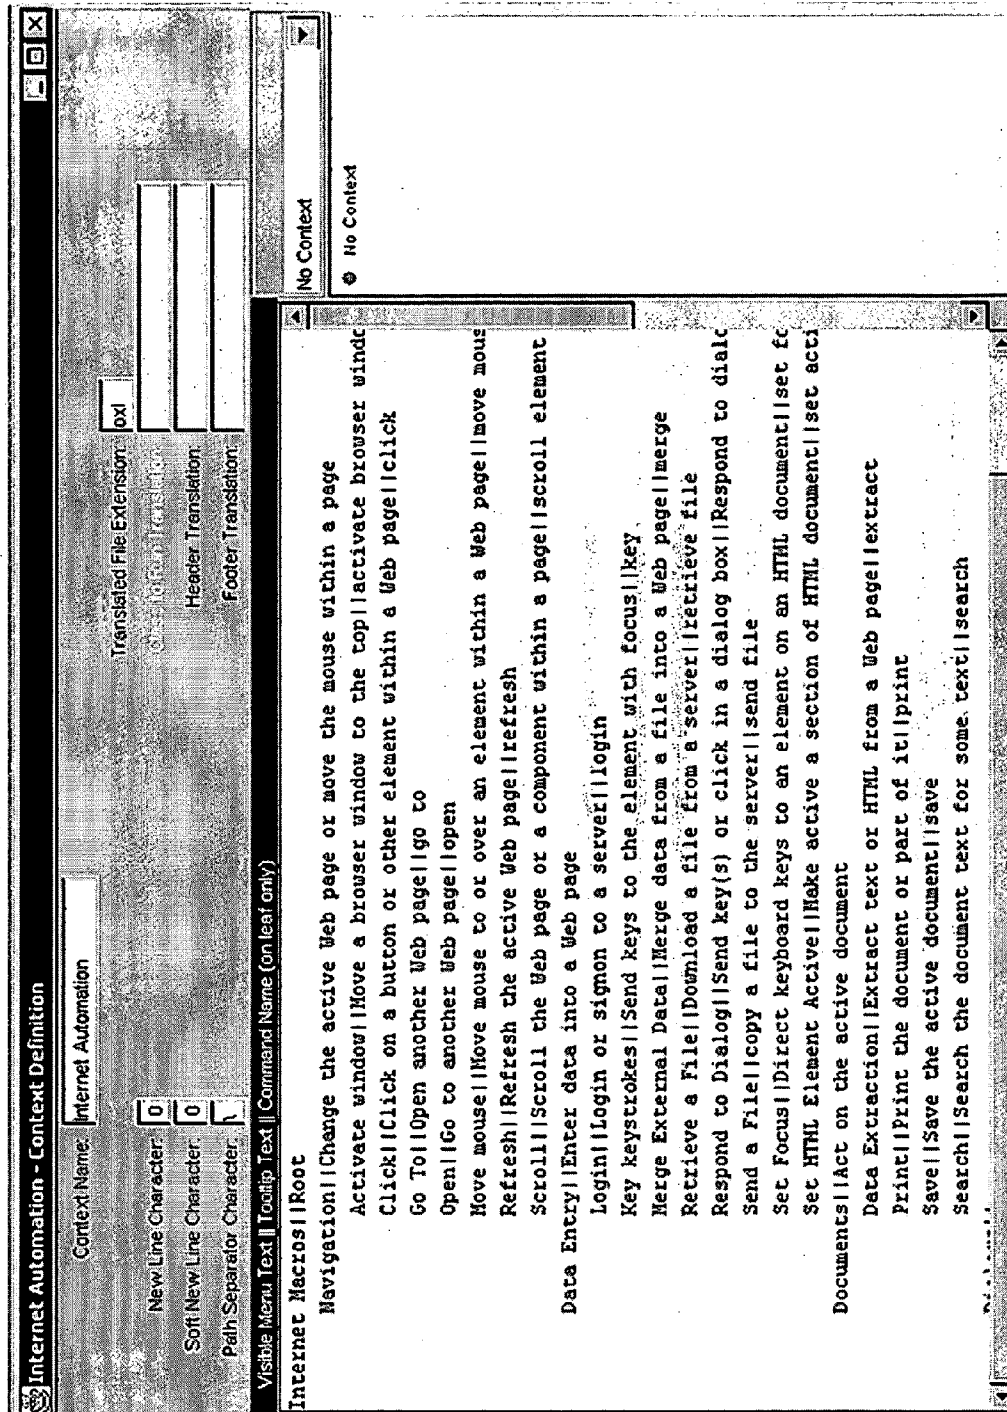 Internet Automation - Context Definition
Context Name: Internet Automation
New Line Character: 0
Soft New Line Character: 0
Path Separator Character: \
Translated File Extension: oxl
Header Translation:
Footer Translation:
Visible Menu Text || Tooltip Text || Command Name (on leaf only)
No Context
No Context
Internet Macros||Root
Navigation||Change the active Web page or move the mouse within a page
Activate window||Move a browser window to the top||activate browser windo
Click||Click on a button or other element within a Web page||click
Go To||Open another Web page||go to
Open||Go to another Web page||open
Move mouse||Move mouse to or over an element within a Web page||move mous
Refresh||Refresh the active Web page||refresh
Scroll||Scroll the Web page or a component within a page||scroll element
Data Entry||Enter data into a Web page
Login||Login or signon to a server||login
Key keystrokes||Send keys to the element with focus||key
Merge External Data||Merge data from a file into a Web page||merge
Retrieve a File||Download a file from a server||retrieve file
Respond to Dialog||Send key(s) or click in a dialog box||Respond to dialo
Send a File||copy a file to the server||send file
Set Focus||Direct keyboard keys to an element on an HTML document||set fo
Set HTML Element Active||Make active a section of HTML document||set acti
Documents||Act on the active document
Data Extraction||Extract text or HTML from a Web page||extract
Print||Print the document or part of it||print
Save||Save the active document||save
Search||Search the document text for some text||search